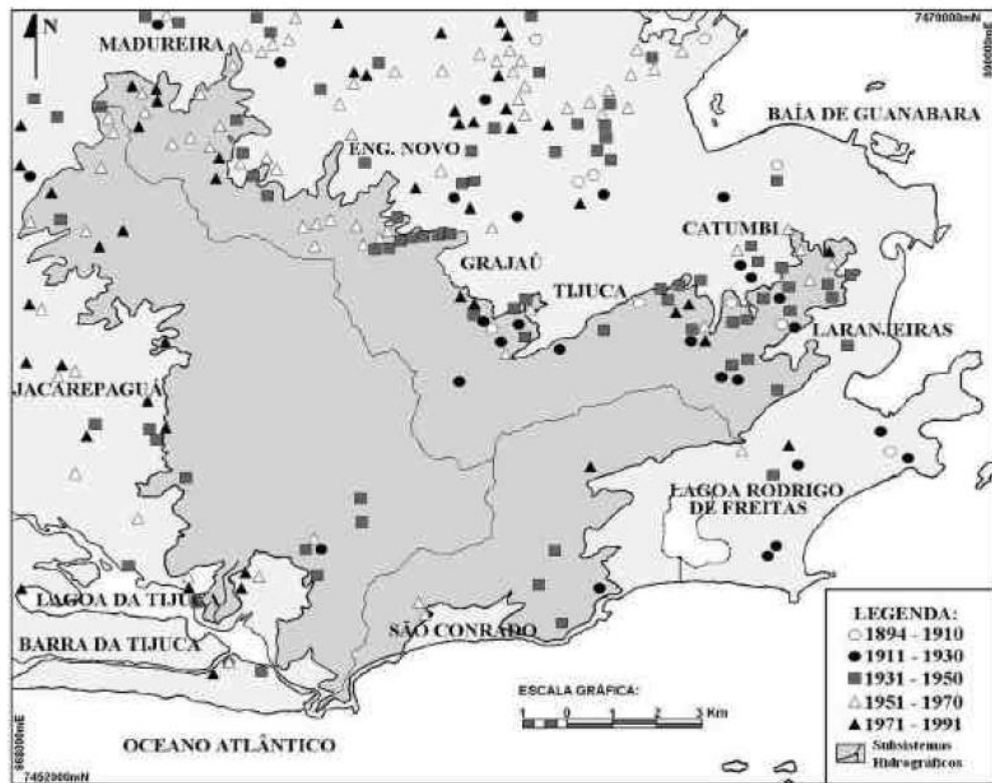 7470000mN
690000mE
N
MADUREIRA
BAÍA DE GUANABARA
ENG. NOVO
CATUMBI
GRAJAÚ
TIJUCA
LARANJEIRAS
JACAREPAGUÁ
LAGOA RODRIGO
DE FREITAS
LAGOA DA TIJUCA
SÃO CONRADO
BARRA DA TIJUCA
OCEANO ATLÂNTICO
ESCALA GRÁFICA:
1 0 1 2 3 Km
LEGENDA:
1894 - 1910
1911 - 1930
1931 - 1950
1951 - 1970
1971 - 1991
Subsistemas
Hidrográficos
7452000mN